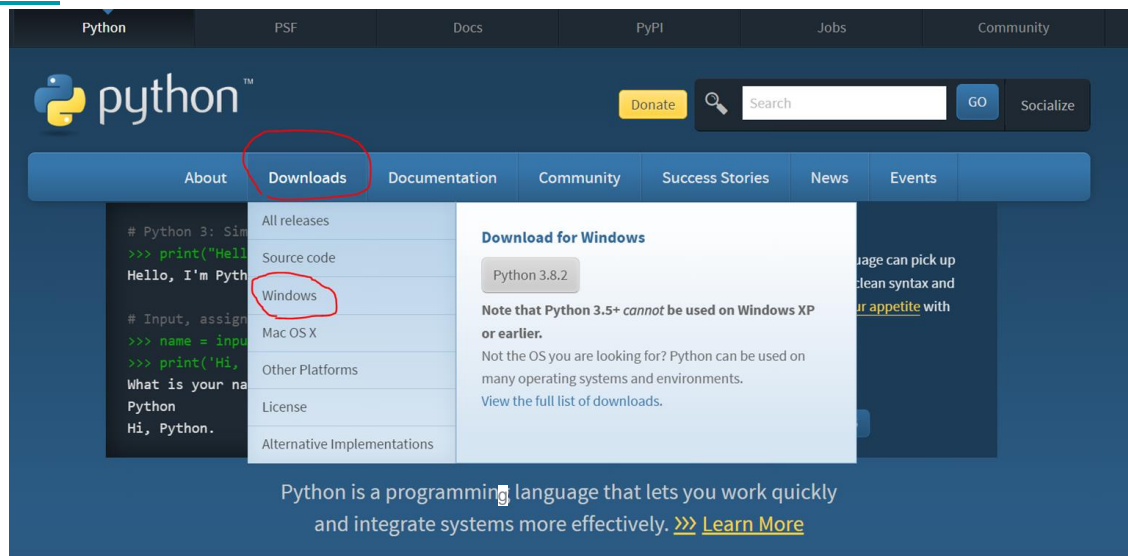 Python PSF Docs PyPI Jobs Community
python™
Donate Search GO Socialize
About Downloads Documentation Community Success Stories News Events
# Python 3: Sim
>>> print("Hell
Hello, I'm Pyth
# Input, assign
>>> name = inpu
>>> print('Hi,
What is your na
Python
Hi, Python.
All releases
Source code
Windows
Mac OS X
Other Platforms
License
Alternative Implementations
Download for Windows
Python 3.8.2
Note that Python 3.5+ cannot be used on Windows XP
or earlier.
Not the OS you are looking for? Python can be used on
many operating systems and environments.
View the full list of downloads.
uage can pick up
clean syntax and
ur appetite with
Python is a programming language that lets you work quickly
and integrate systems more effectively. >>> Learn More